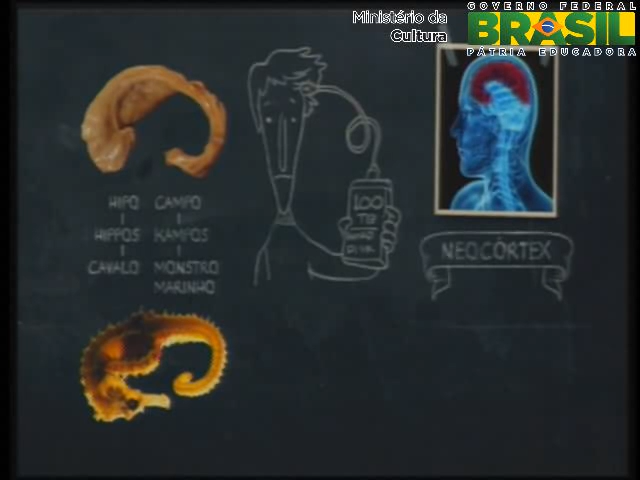 GOVERNO FEDERAL
Ministério da
Cultura
BRASIL
PÁTRIA EDUCADORA
100
TB
HIPO CAMPO
HIPPOS KAMPOS
CAVALO MONSTRO
MARINHO
NEOCÓRTEX